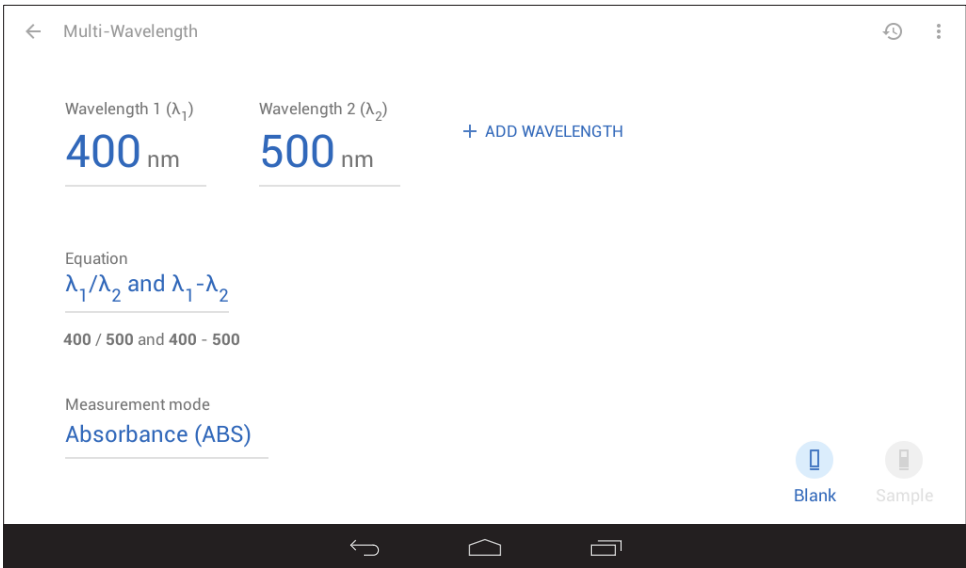 Multi-Wavelength
Wavelength 1 (λ₁) Wavelength 2 (λ₂)
+ ADD WAVELENGTH
400 nm 500 nm
Equation
λ₁/λ₂ and λ₁-λ₂
400 / 500 and 400 - 500
Measurement mode
Absorbance (ABS)
Blank Sample